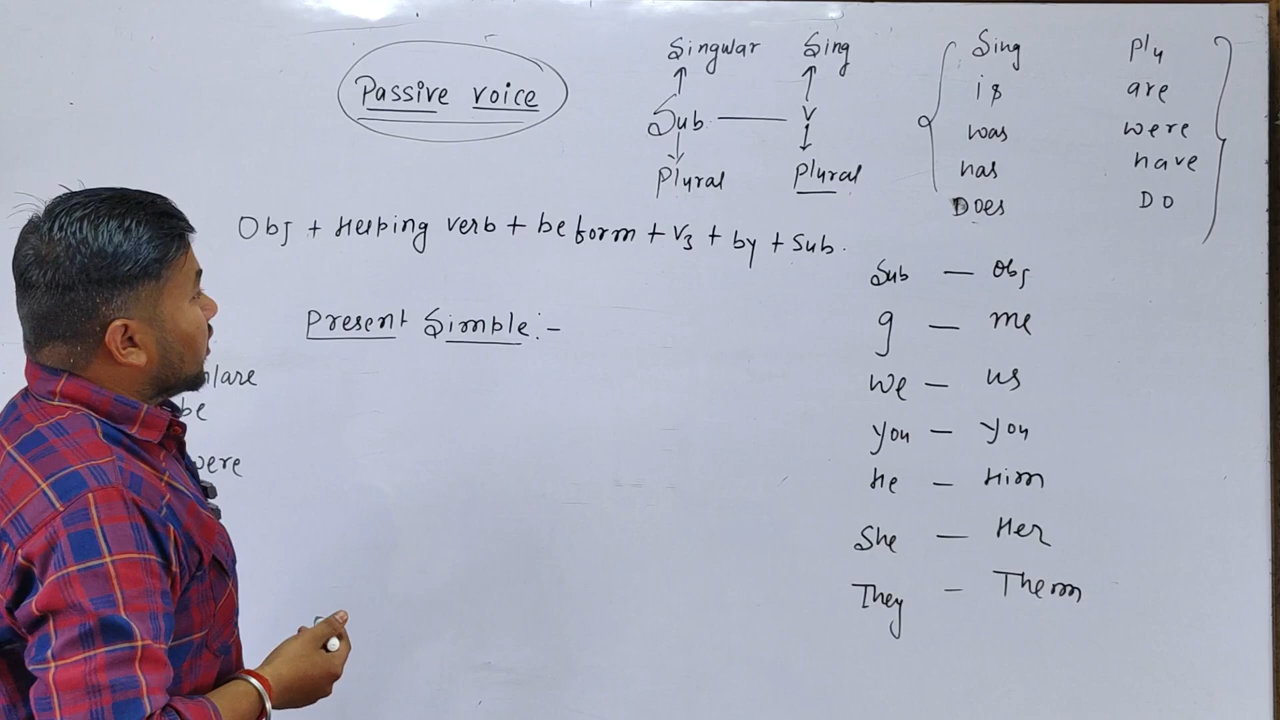 Passive voice
Singular Sing
Sub — V
Plural Plural
Sing Plu
is are
was were
has have
Does Do
Obj + Helping verb + be form + V3 + by + Sub.
Present Simple:-
/are
be
were
Sub — Obj
I — me
We — us
You — You
He — Him
She — Her
They — Them